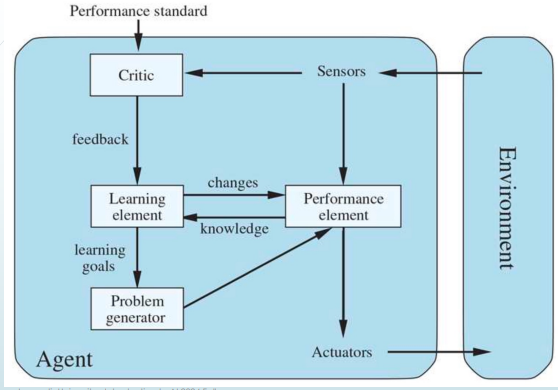 Performance standard
Critic
Sensors
feedback
changes
Learning
element
Performance
element
knowledge
learning
goals
Problem
generator
Agent
Actuators
Environment